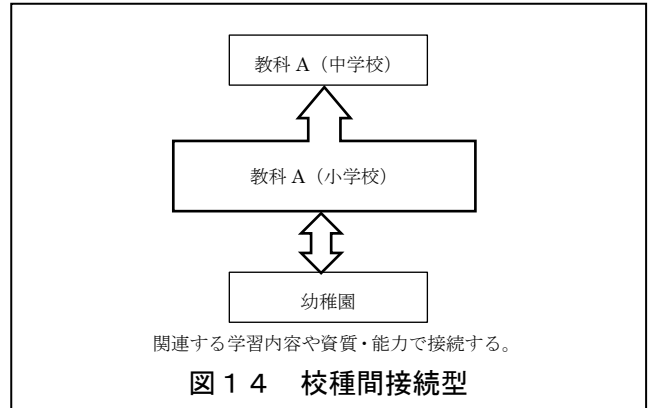 教科 A（中学校）
教科 A（小学校）
幼稚園
関連する学習内容や資質・能力で接続する。
図１４　校種間接続型